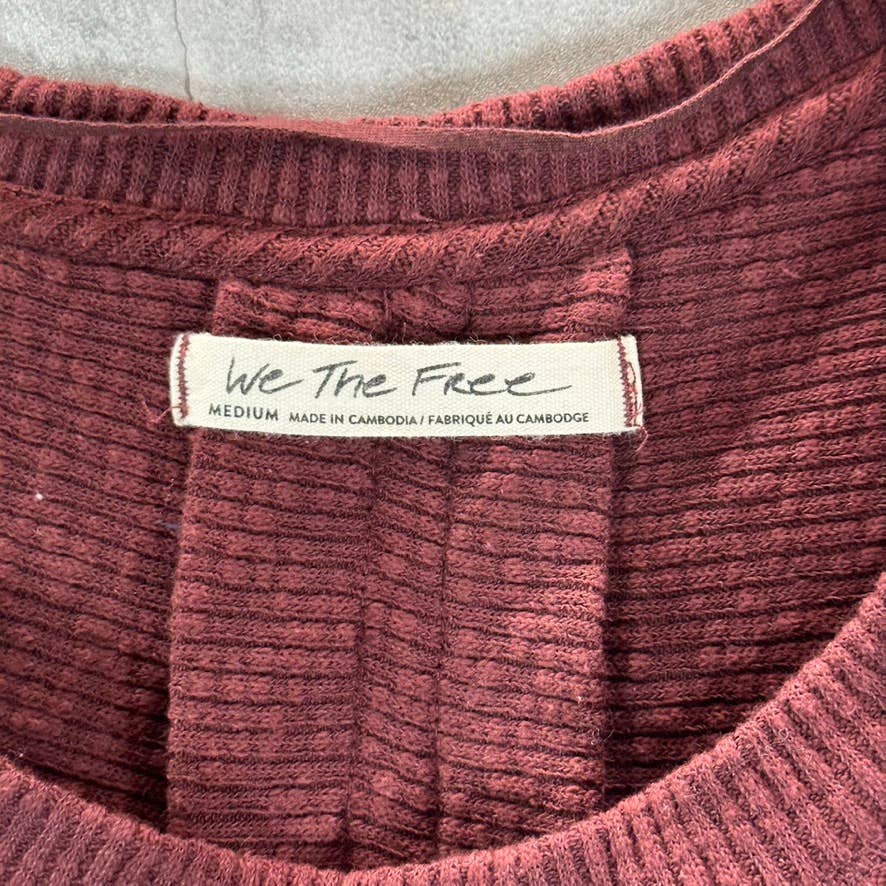 We The Free
MEDIUM MADE IN CAMBODIA / FABRIQUÉ AU CAMBODGE